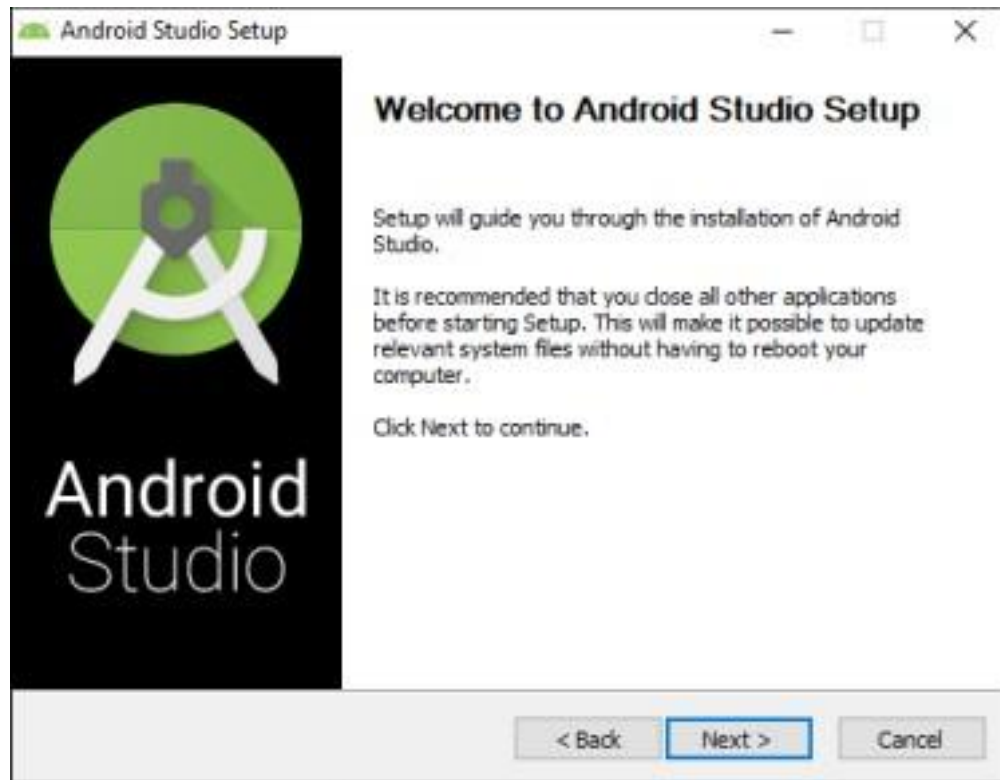 Android Studio Setup
Welcome to Android Studio Setup
Setup will guide you through the installation of Android
Studio.
It is recommended that you close all other applications
before starting Setup. This will make it possible to update
relevant system files without having to reboot your
computer.
Click Next to continue.
Android
Studio
< Back
Next >
Cancel